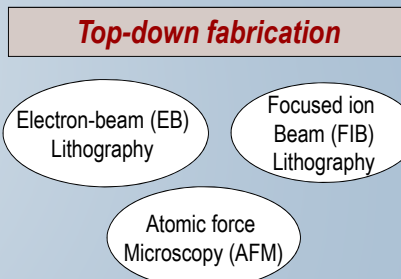 Top-down fabrication
Electron-beam (EB)
Lithography
Focused ion
Beam (FIB)
Lithography
Atomic force
Microscopy (AFM)